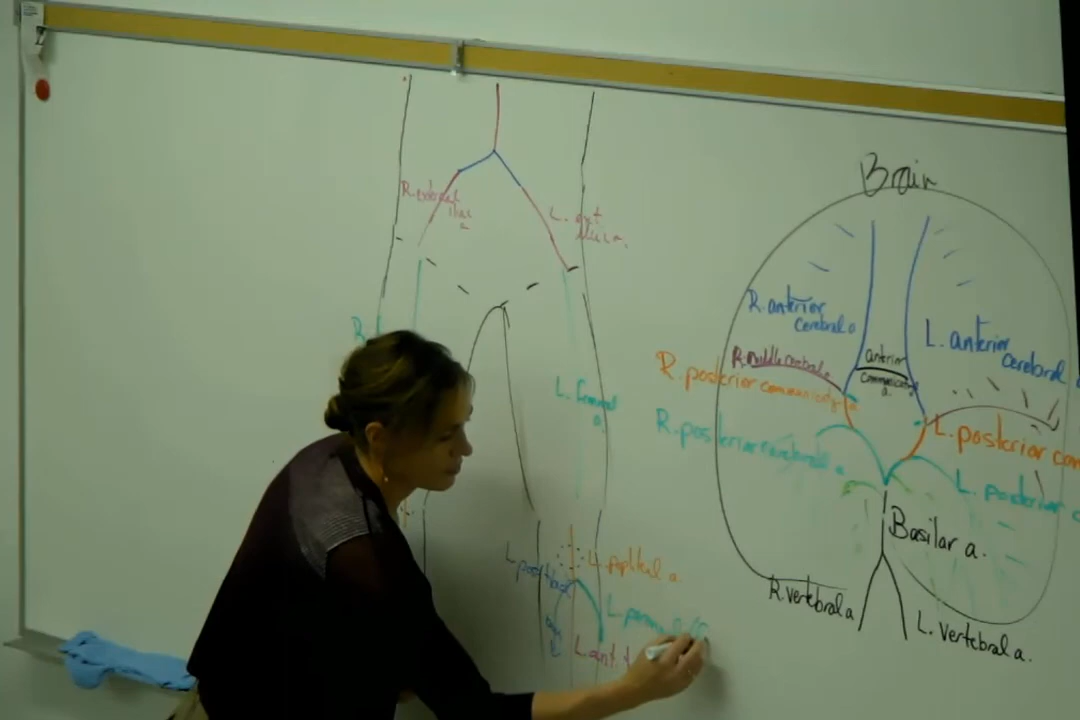 Brain
R. external
iliac
a
L. ext
iliac a.
R. anterior
cerebral a
L. anterior
cerebral
anterior
communicating
a.
R. middle cerebral a
R. posterior communicating a
L. posterior com
R. posterior cerebral a
L. posterior c
L. femoral
a.
Basilar a.
L. popliteal a.
L. post tibial
R. vertebral a
L. vertebral a.
L. ant. t